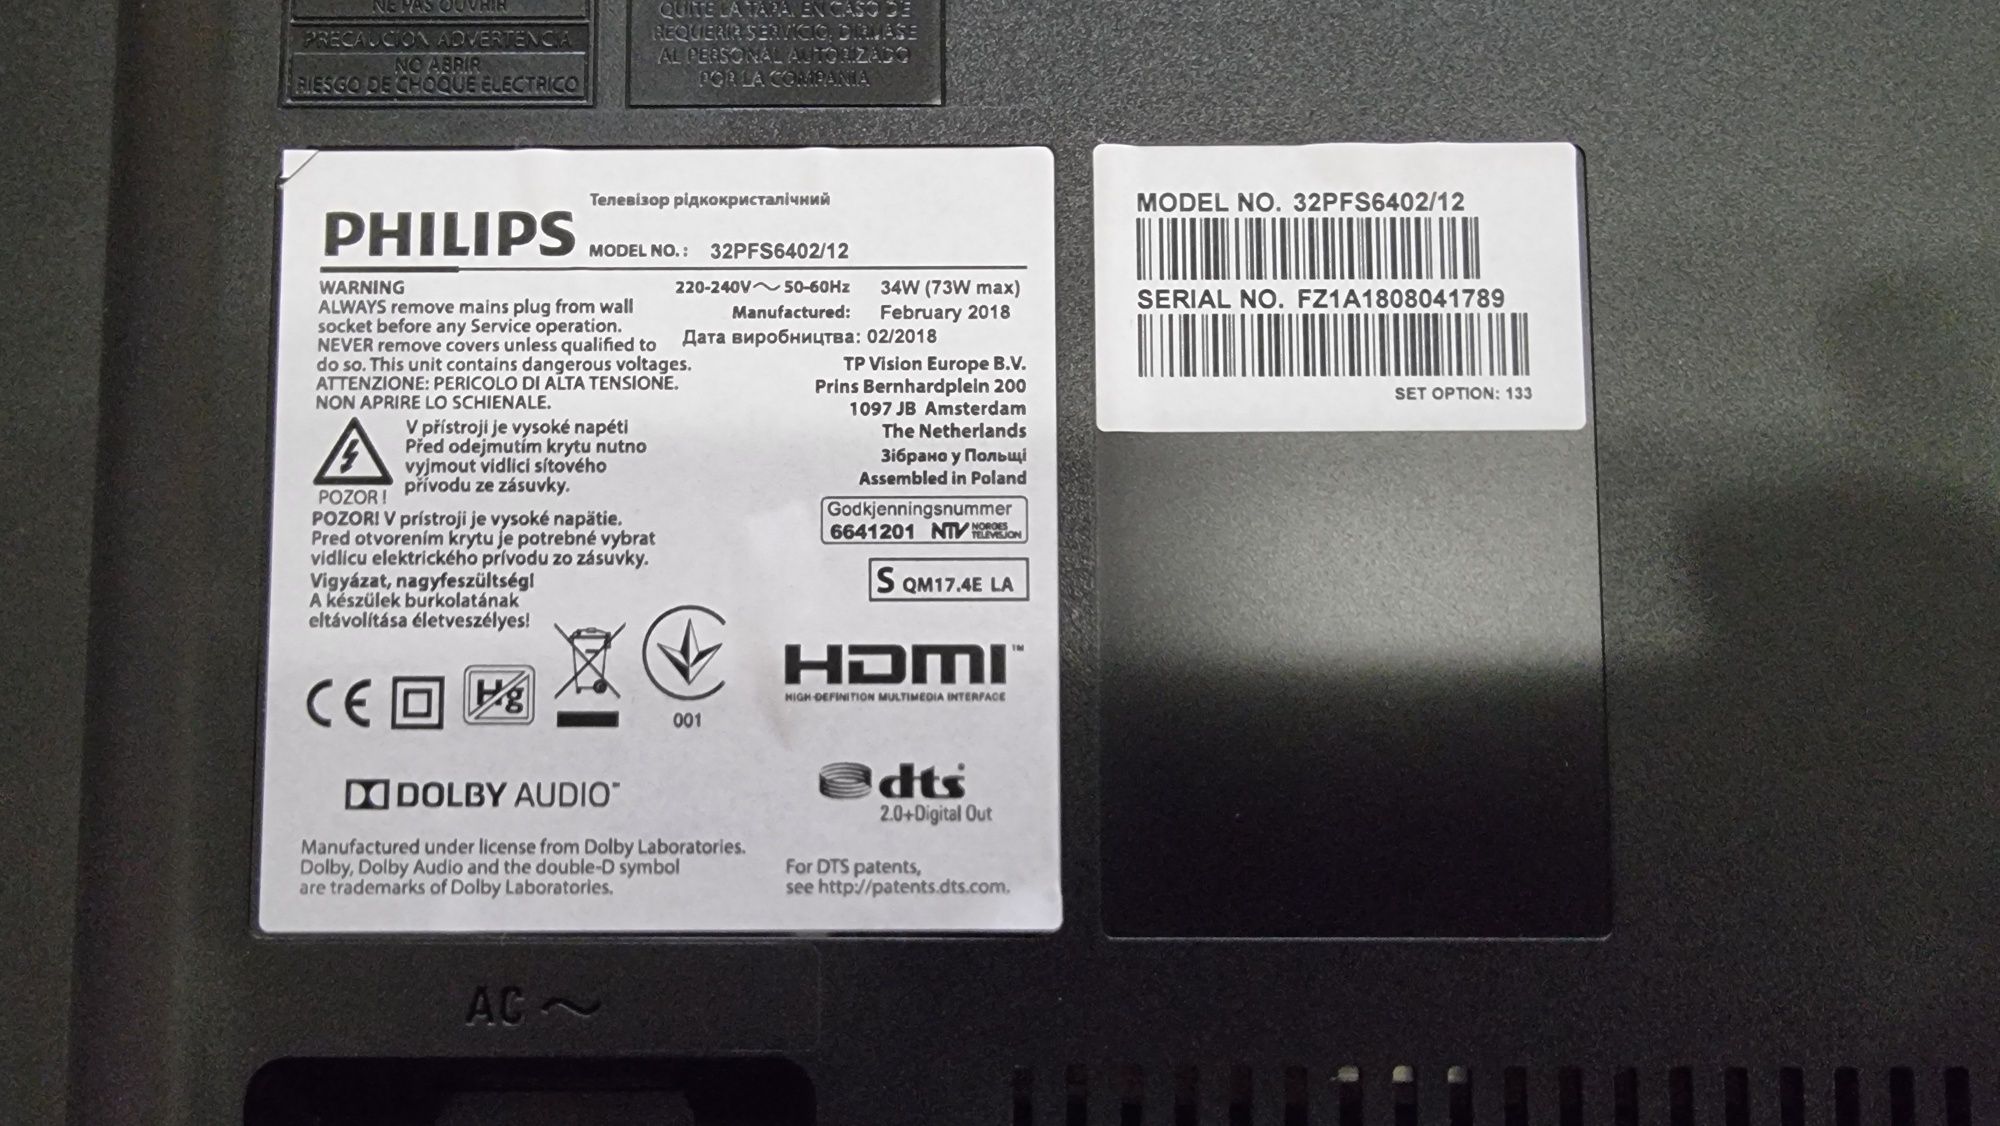 NE PAS OUVRIR
PRECAUCION ADVERTENCIA
NO ABRIR
RIESGO DE CHOQUE ELECTRICO
QUITE LA TAPA. EN CASO DE
REQUERIR SERVICIO, DIRIJASE
AL PERSONAL AUTORIZADO
POR LA COMPANIA
Телевізор рідкокристалічний
PHILIPS
MODEL NO.: 32PFS6402/12
WARNING
ALWAYS remove mains plug from wall
socket before any Service operation.
NEVER remove covers unless qualified to
do so. This unit contains dangerous voltages.
ATTENZIONE: PERICOLO DI ALTA TENSIONE.
NON APRIRE LO SCHIENALE.
V přístroji je vysoké napětí
Před odejmutím krytu nutno
vyjmout vidlici síťového
přívodu ze zásuvky.
POZOR !
POZOR! V prístroji je vysoké napätie.
Pred otvorením krytu je potrebné vybrat
vidlicu elektrického prívodu zo zásuvky.
Vigyázat, nagyfeszültség!
A készülek burkolatának
eltávolítása életveszélyes!
220-240V～ 50-60Hz 34W (73W max)
Manufactured: February 2018
Дата виробництва: 02/2018
TP Vision Europe B.V.
Prins Bernhardplein 200
1097 JB Amsterdam
The Netherlands
Зібрано у Польщі
Assembled in Poland
Godkjenningsnummer
6641201 NTV NORGES
TELEVISJON
S QM17.4E LA
CE
Hg
001
HDMI™
HIGH-DEFINITION MULTIMEDIA INTERFACE
DOLBY AUDIO™
dts®
2.0+Digital Out
Manufactured under license from Dolby Laboratories.
Dolby, Dolby Audio and the double-D symbol
are trademarks of Dolby Laboratories.
For DTS patents,
see http://patents.dts.com.
MODEL NO. 32PFS6402/12
SERIAL NO. FZ1A1808041789
SET OPTION: 133
AC ～